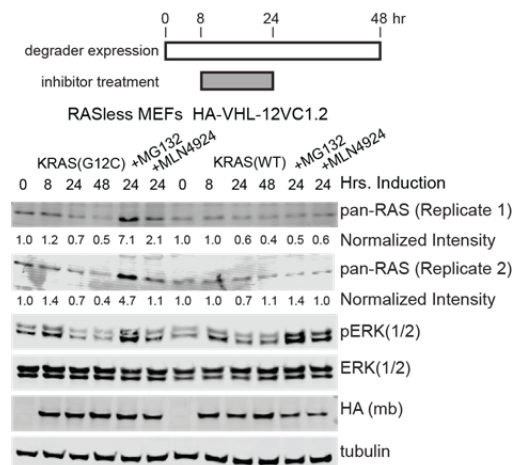 0 8 24 48 hr
degrader expression
inhibitor treatment
RASless MEFs HA-VHL-12VC1.2
KRAS(G12C) +MG132 +MLN4924 KRAS(WT) +MG132 +MLN4924
0 8 24 48 24 24 0 8 24 48 24 24 Hrs. Induction
pan-RAS (Replicate 1)
1.0 1.2 0.7 0.5 7.1 2.1 1.0 1.0 0.6 0.4 0.5 0.6 Normalized Intensity
pan-RAS (Replicate 2)
1.0 1.4 0.7 0.4 4.7 1.1 1.0 1.0 0.7 1.1 1.4 1.0 Normalized Intensity
pERK(1/2)
ERK(1/2)
HA (mb)
tubulin